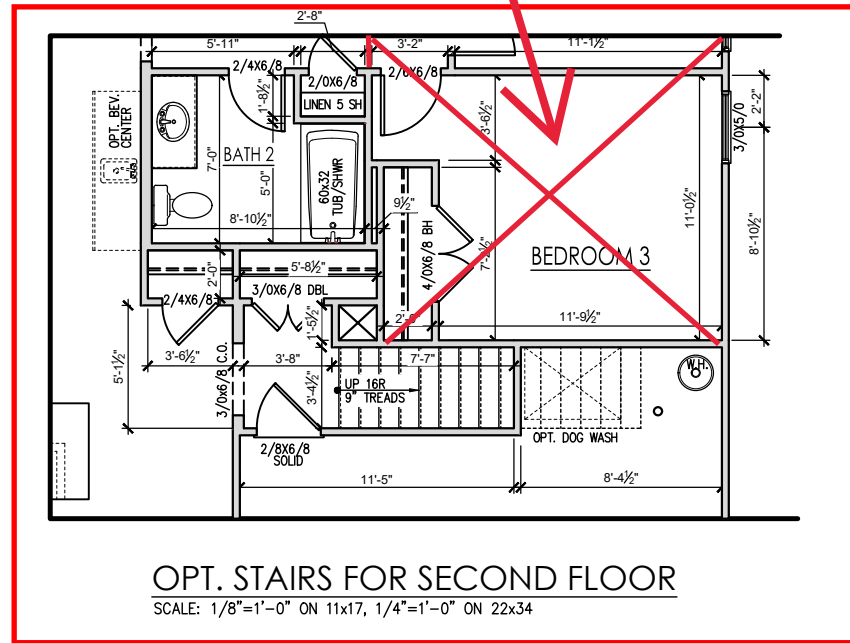 2'-8"
5'-11"
3'-2"
11'-1½"
2/4X6/8
2/0X6/8
2/6X6/8
1'-8½"
LINEN 5 SH
3'-6½"
2'-2"
3/0X5/0
OPT. BEV.
CENTER
BATH 2
7'-0"
5'-0"
60x32
TUB/SHWR
9½"
8'-10½"
4/0X6/8 BH
BEDROOM 3
11'-0½"
8'-10½"
2'-0"
5'-8½"
3/0X6/8 DBL
2/4X6/8
1'-5½"
11'-9½"
3'-6½"
3'-8"
7'-7"
5'-1½"
3/0X6/8 C.O.
3'-4½"
UP 16R
9" TREADS
W.H.
2/8X6/8
SOLID
OPT. DOG WASH
11'-5"
8'-4½"
OPT. STAIRS FOR SECOND FLOOR
SCALE: 1/8"=1'-0" ON 11x17, 1/4"=1'-0" ON 22x34